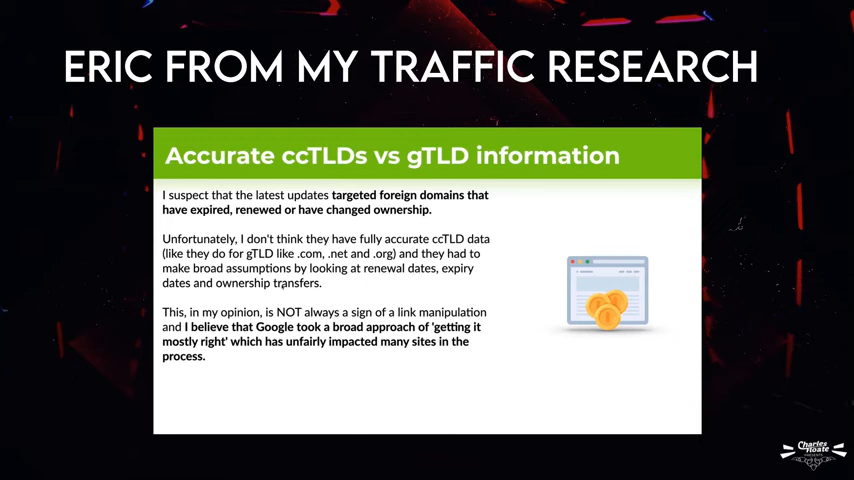 ERIC FROM MY TRAFFIC RESEARCH
Accurate ccTLDs vs gTLD information
I suspect that the latest updates targeted foreign domains that
have expired, renewed or have changed ownership.
Unfortunately, I don't think they have fully accurate ccTLD data
(like they do for gTLD like .com, .net and .org) and they had to
make broad assumptions by looking at renewal dates, expiry
dates and ownership transfers.
This, in my opinion, is NOT always a sign of a link manipulation
and I believe that Google took a broad approach of 'getting it
mostly right' which has unfairly impacted many sites in the
process.
Charles
Floate
PRESENTS